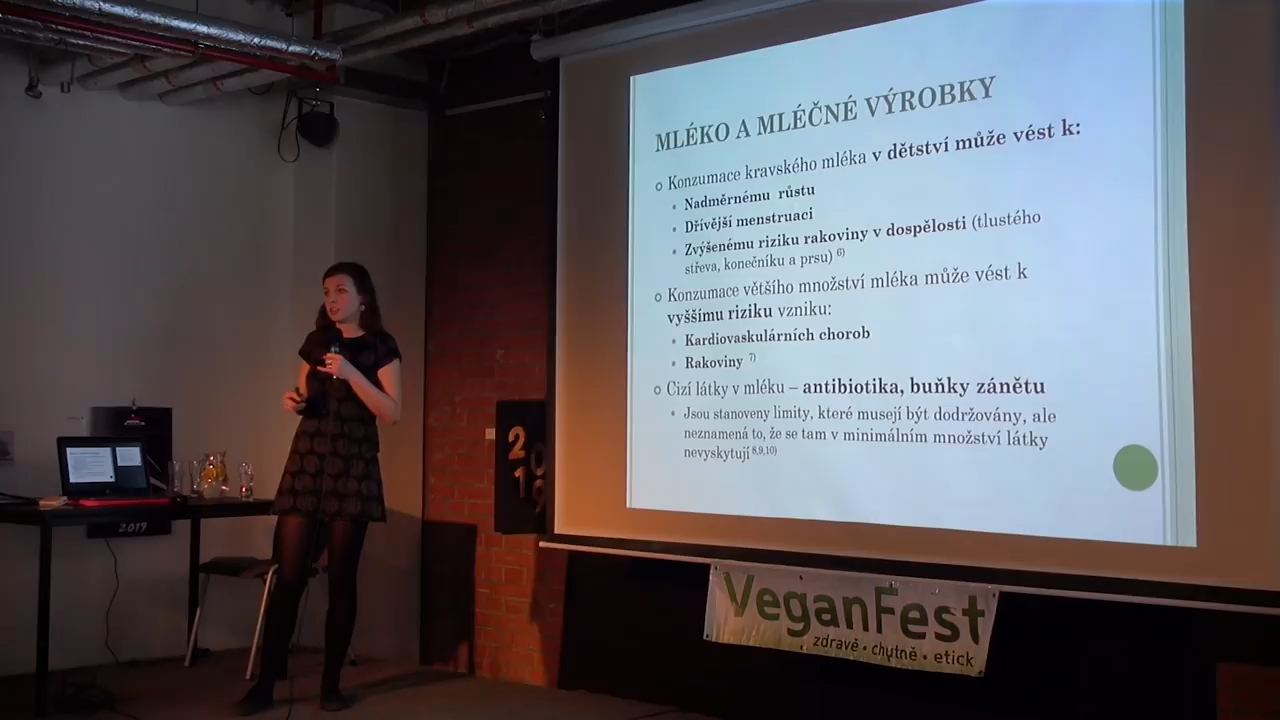 MLÉKO A MLÉČNÉ VÝROBKY
Konzumace kravského mléka v dětství může vést k:
Nadměrnému růstu
Dřívější menstruaci
Zvýšenému riziku rakoviny v dospělosti (tlustého
střeva, konečníku a prsu) 6)
Konzumace většího množství mléka může vést k
vyššímu riziku vzniku:
Kardiovaskulárních chorob
Rakoviny 7)
Cizí látky v mléku – antibiotika, buňky zánětu
Jsou stanoveny limity, které musejí být dodržovány, ale
neznamená to, že se tam v minimálním množství látky
nevyskytují 8,9,10)
20
19
2019
VeganFest
zdravě • chutně • etick